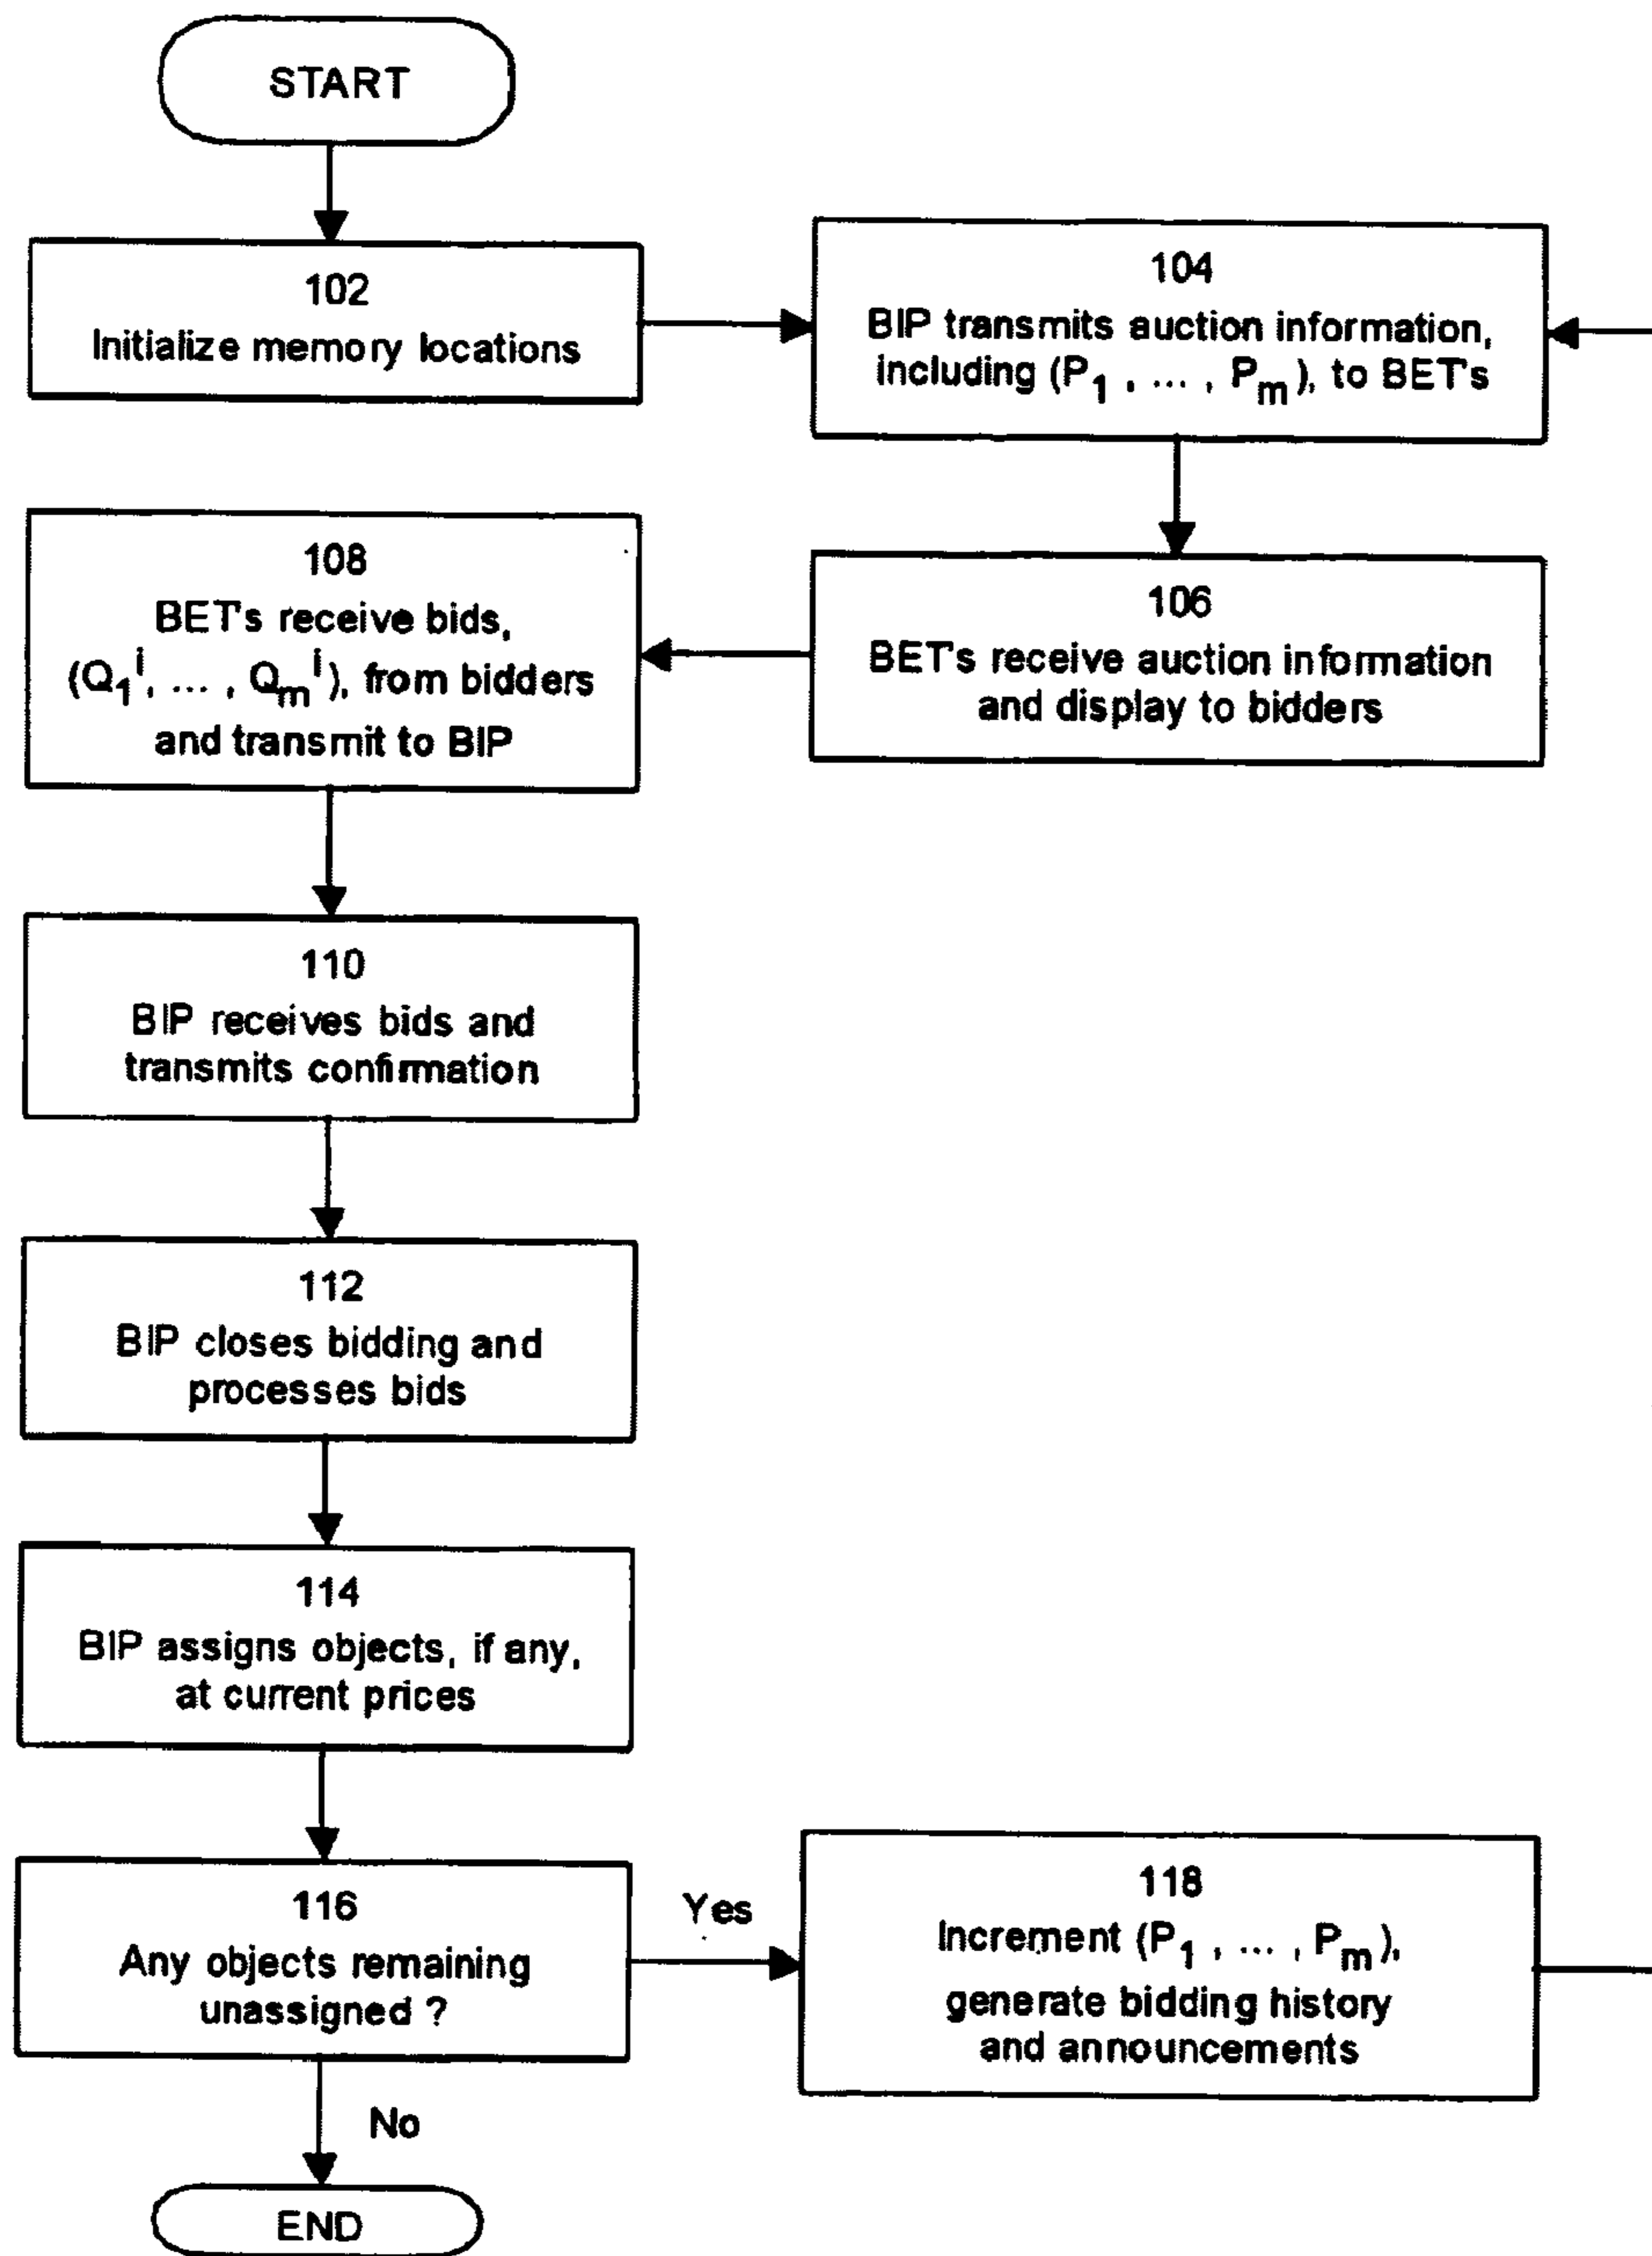 START
102
Initialize memory locations
104
BIP transmits auction information,
including (P₁ , ... , Pₘ), to BET's
106
BET's receive auction information
and display to bidders
108
BET's receive bids,
(Q₁ⁱ, ... , Qₘⁱ), from bidders
and transmit to BIP
110
BIP receives bids and
transmits confirmation
112
BIP closes bidding and
processes bids
114
BIP assigns objects, if any,
at current prices
116
Any objects remaining
unassigned ?
Yes
118
Increment (P₁ , ... , Pₘ),
generate bidding history
and announcements
No
END